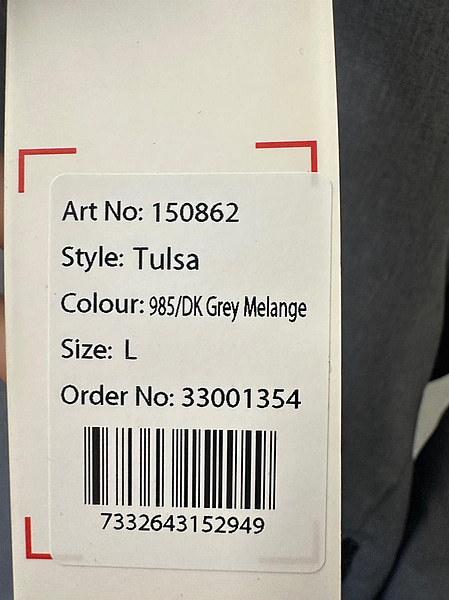 Art No: 150862
Style: Tulsa
Colour: 985/DK Grey Melange
Size: L
Order No: 33001354
7332643152949